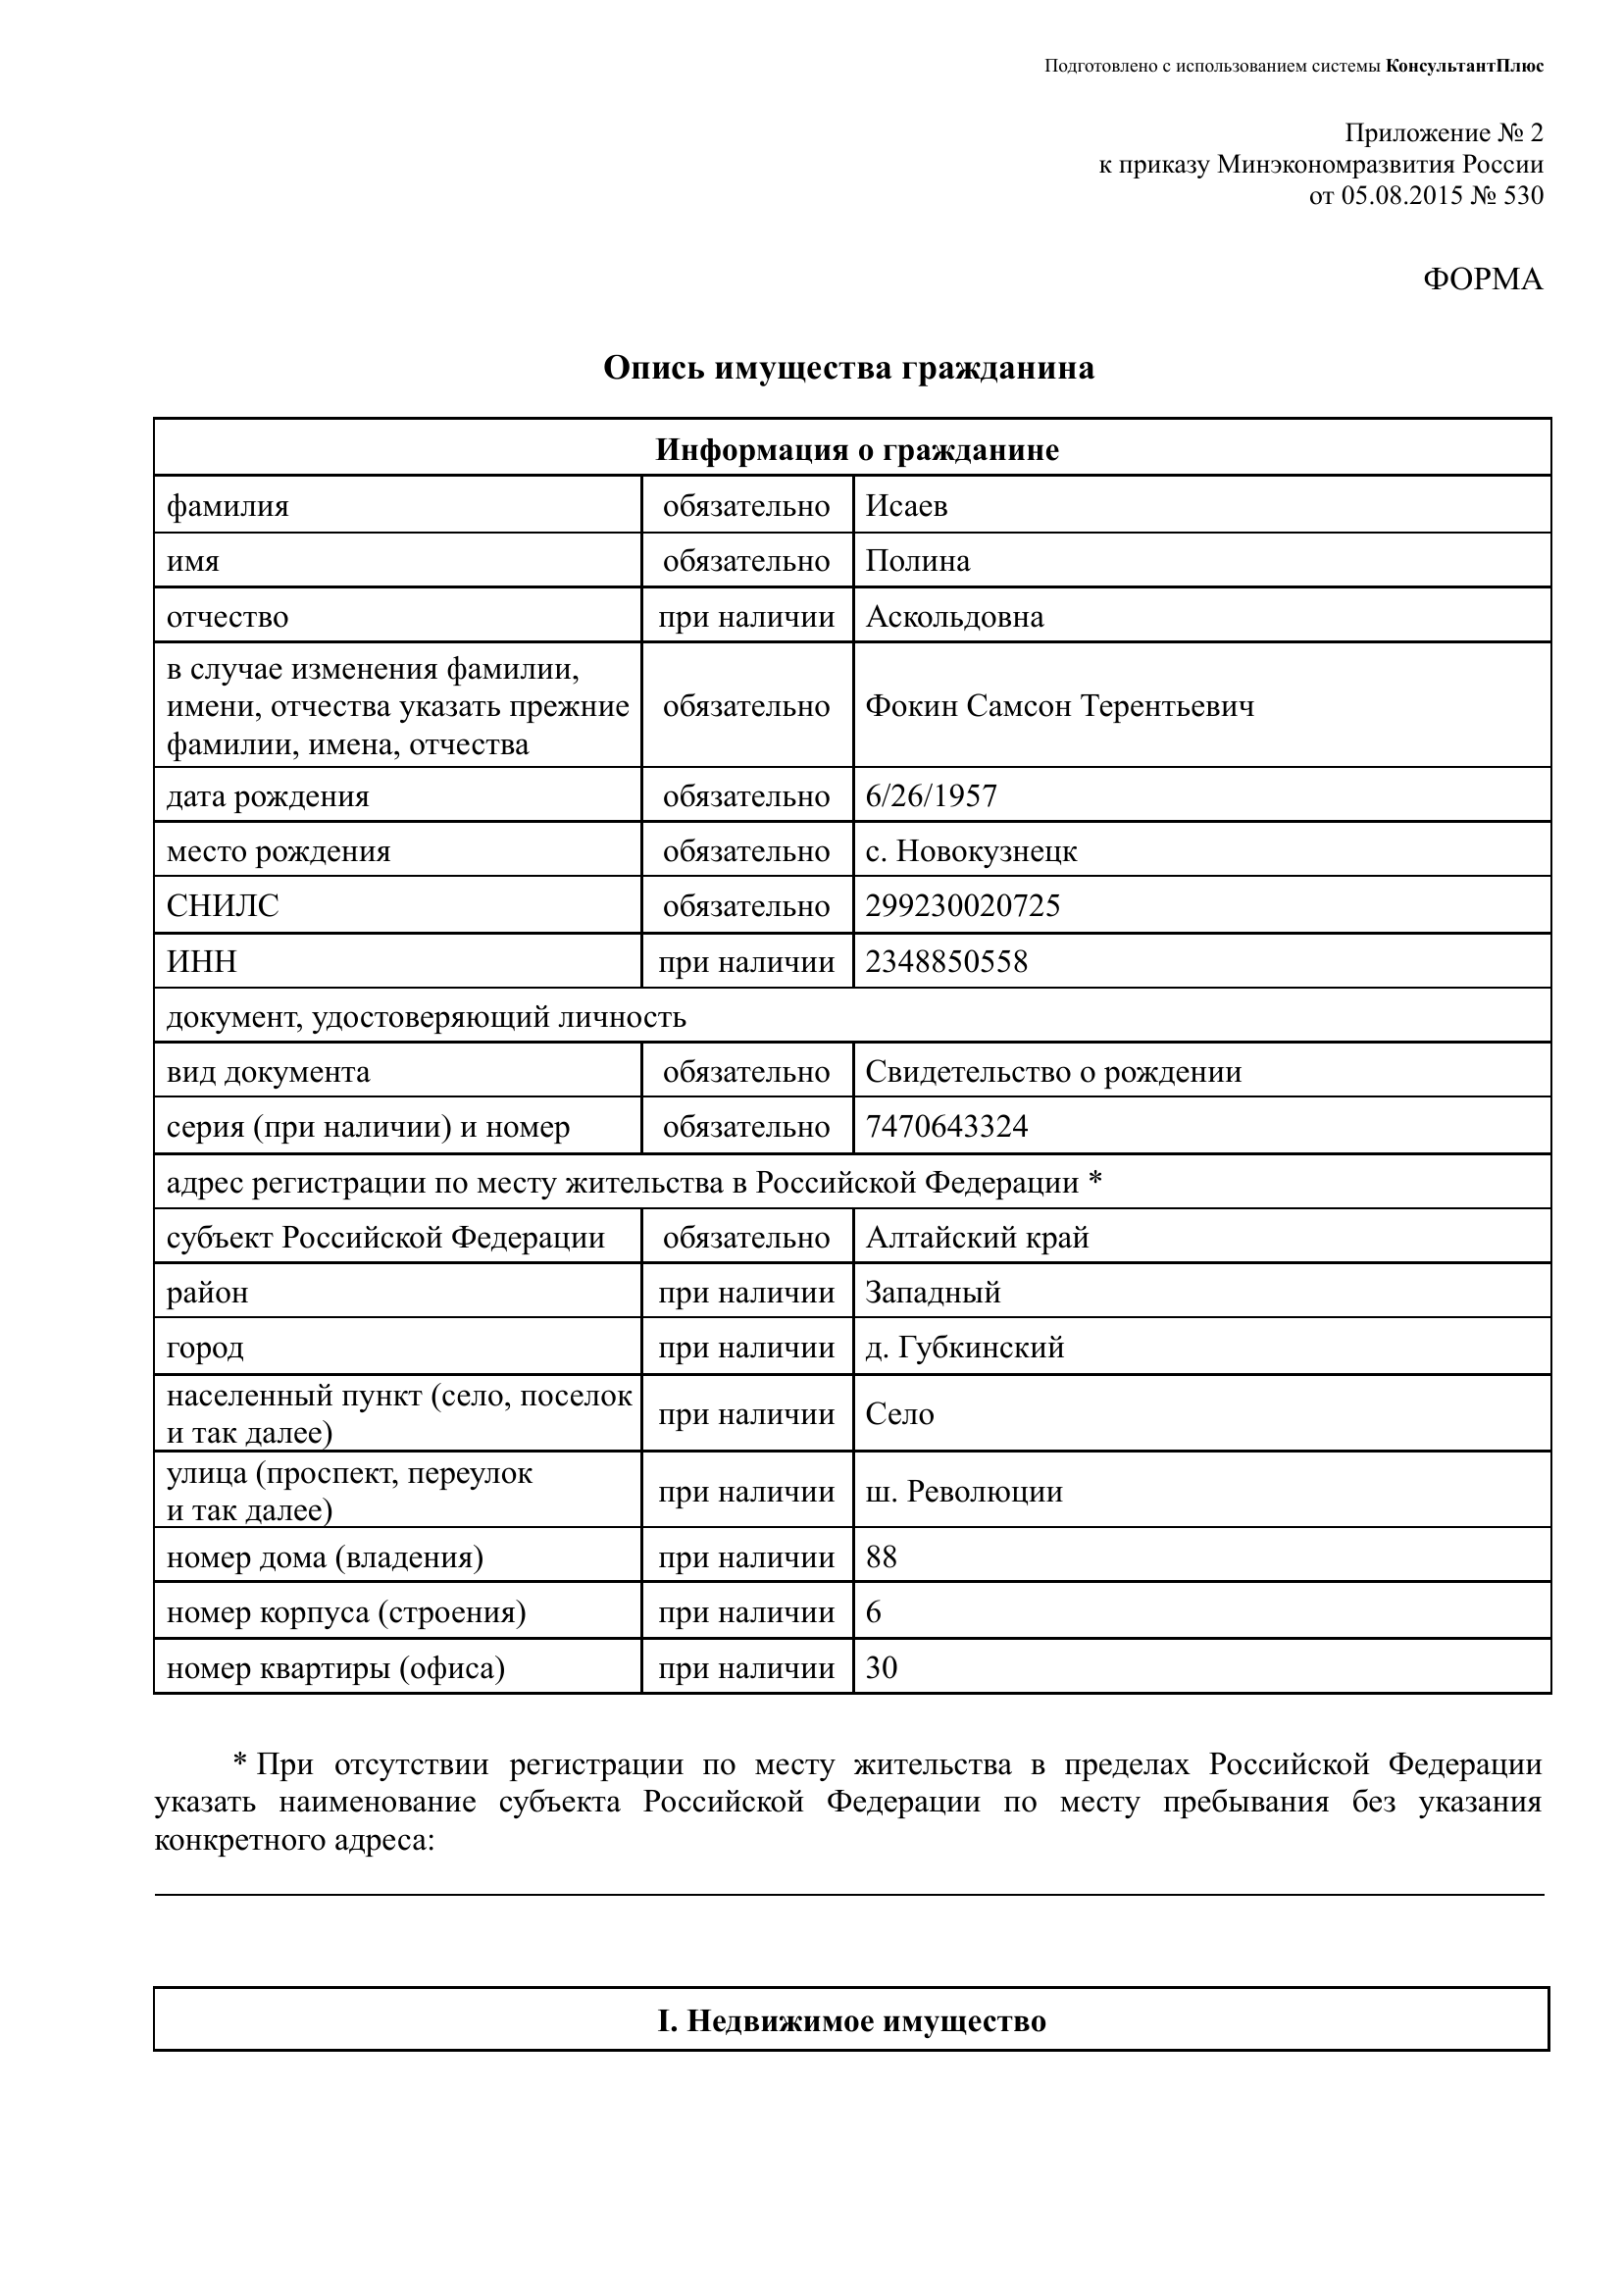 Подготовлено с использованием системы КонсультантПлюс
Приложение № 2
к приказу Минэкономразвития России
от 05.08.2015 № 530
ФОРМА
Опись имущества гражданина
Информация о гражданине
фамилия обязательно Исаев
имя обязательно Полина
отчество при наличии Аскольдовна
в случае изменения фамилии,
имени, отчества указать прежние
фамилии, имена, отчества
обязательно Фокин Самсон Терентьевич
дата рождения обязательно 6/26/1957
место рождения обязательно с. Новокузнецк
СНИЛС обязательно 299230020725
ИНН при наличии 2348850558
документ, удостоверяющий личность
вид документа обязательно Свидетельство о рождении
серия (при наличии) и номер обязательно 7470643324
адрес регистрации по месту жительства в Российской Федерации *
субъект Российской Федерации обязательно Алтайский край
район при наличии Западный
город при наличии д. Губкинский
населенный пункт (село, поселок
и так далее)
при наличии Село
улица (проспект, переулок
и так далее)
при наличии ш. Революции
номер дома (владения) при наличии 88
номер корпуса (строения) при наличии 6
номер квартиры (офиса) при наличии 30
* При отсутствии регистрации по месту жительства в пределах Российской Федерации
указать наименование субъекта Российской Федерации по месту пребывания без указания
конкретного адреса:
I. Недвижимое имущество